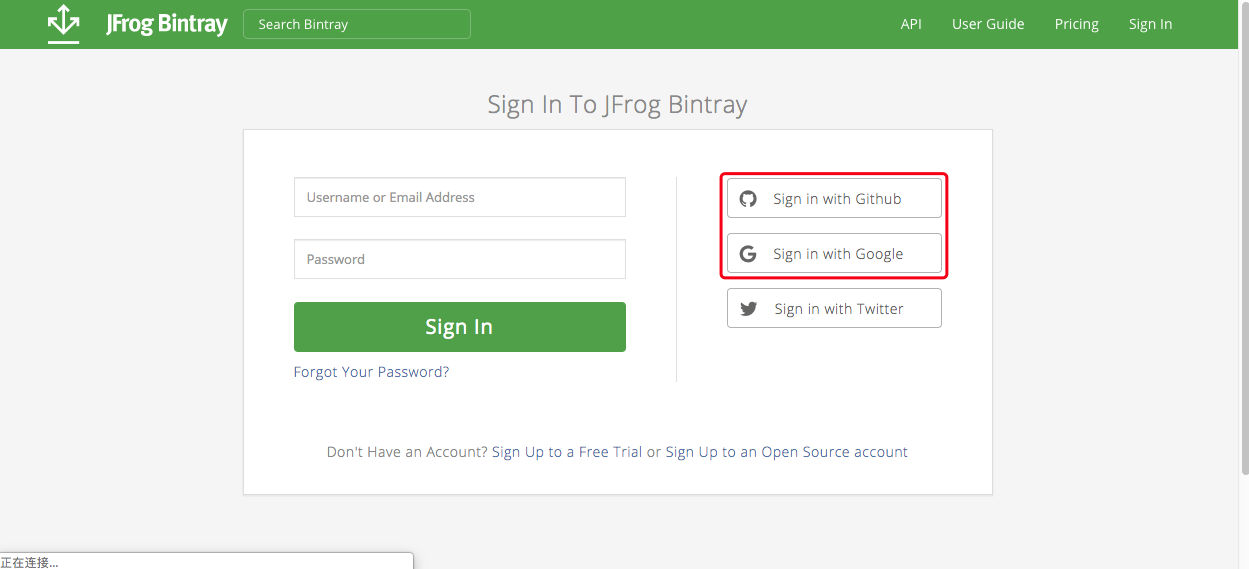 JFrog Bintray
Search Bintray
API
User Guide
Pricing
Sign In
Sign In To JFrog Bintray
Username or Email Address
Password
Sign In
Forgot Your Password?
Sign in with Github
Sign in with Google
Sign in with Twitter
Don't Have an Account? Sign Up to a Free Trial or Sign Up to an Open Source account
正在连接...